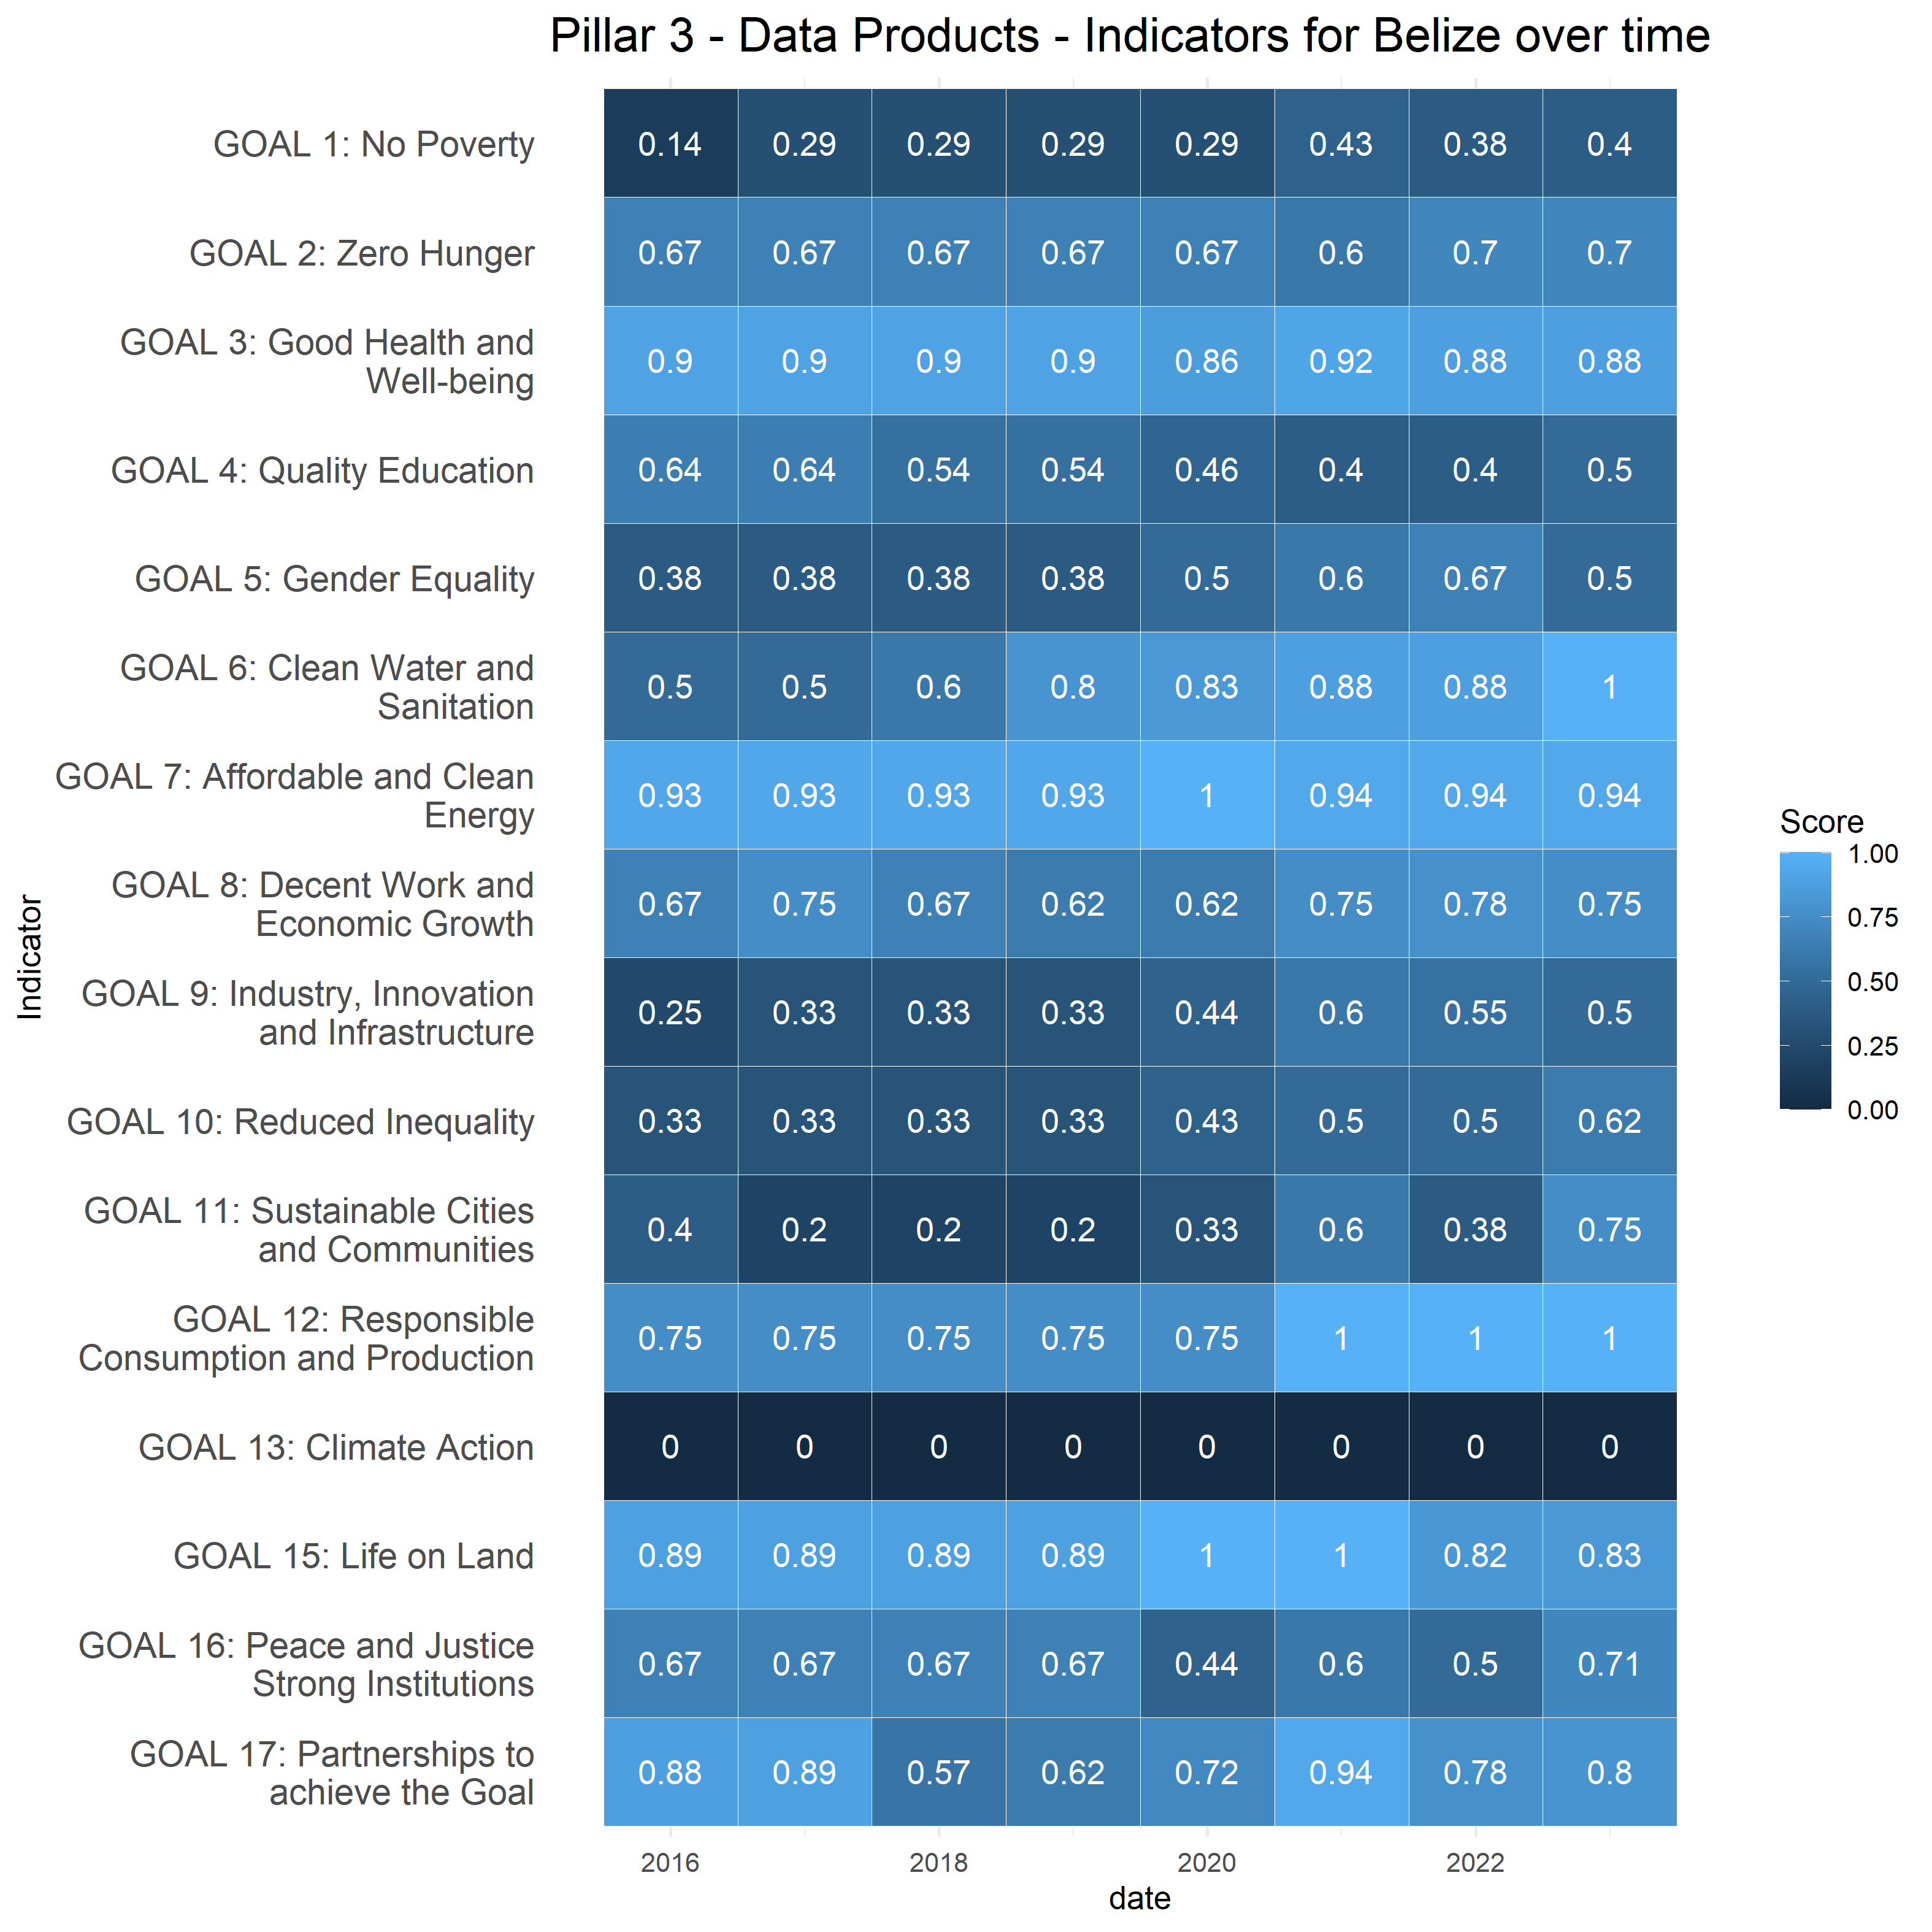 Pillar 3 - Data Products - Indicators for Belize over time
GOAL 1: No Poverty
0.14 0.29 0.29 0.29 0.29 0.43 0.38 0.4
GOAL 2: Zero Hunger
0.67 0.67 0.67 0.67 0.67 0.6 0.7 0.7
GOAL 3: Good Health and
Well-being
0.9 0.9 0.9 0.9 0.86 0.92 0.88 0.88
GOAL 4: Quality Education
0.64 0.64 0.54 0.54 0.46 0.4 0.4 0.5
GOAL 5: Gender Equality
0.38 0.38 0.38 0.38 0.5 0.6 0.67 0.5
GOAL 6: Clean Water and
Sanitation
0.5 0.5 0.6 0.8 0.83 0.88 0.88 1
GOAL 7: Affordable and Clean
Energy
0.93 0.93 0.93 0.93 1 0.94 0.94 0.94
GOAL 8: Decent Work and
Economic Growth
0.67 0.75 0.67 0.62 0.62 0.75 0.78 0.75
GOAL 9: Industry, Innovation
and Infrastructure
0.25 0.33 0.33 0.33 0.44 0.6 0.55 0.5
GOAL 10: Reduced Inequality
0.33 0.33 0.33 0.33 0.43 0.5 0.5 0.62
GOAL 11: Sustainable Cities
and Communities
0.4 0.2 0.2 0.2 0.33 0.6 0.38 0.75
GOAL 12: Responsible
Consumption and Production
0.75 0.75 0.75 0.75 0.75 1 1 1
GOAL 13: Climate Action
0 0 0 0 0 0 0 0
GOAL 15: Life on Land
0.89 0.89 0.89 0.89 1 1 0.82 0.83
GOAL 16: Peace and Justice
Strong Institutions
0.67 0.67 0.67 0.67 0.44 0.6 0.5 0.71
GOAL 17: Partnerships to
achieve the Goal
0.88 0.89 0.57 0.62 0.72 0.94 0.78 0.8
2016 2018 2020 2022
date
Indicator
Score
1.00
0.75
0.50
0.25
0.00